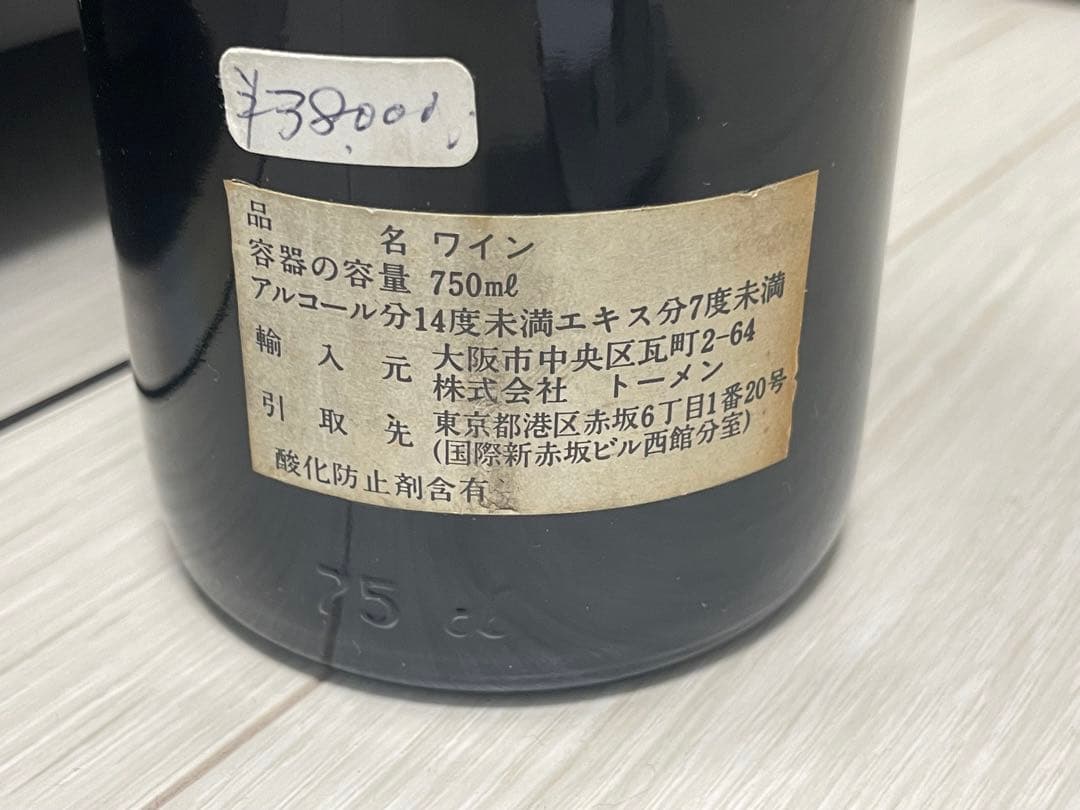 ¥38,000
品名 ワイン
容器の容量 750ml
アルコール分14度未満エキス分7度未満
輸入元 大阪市中央区瓦町2-64
株式会社 トーメン
引取先 東京都港区赤坂6丁目1番20号
(国際新赤坂ビル西館分室)
酸化防止剤含有
75 cl